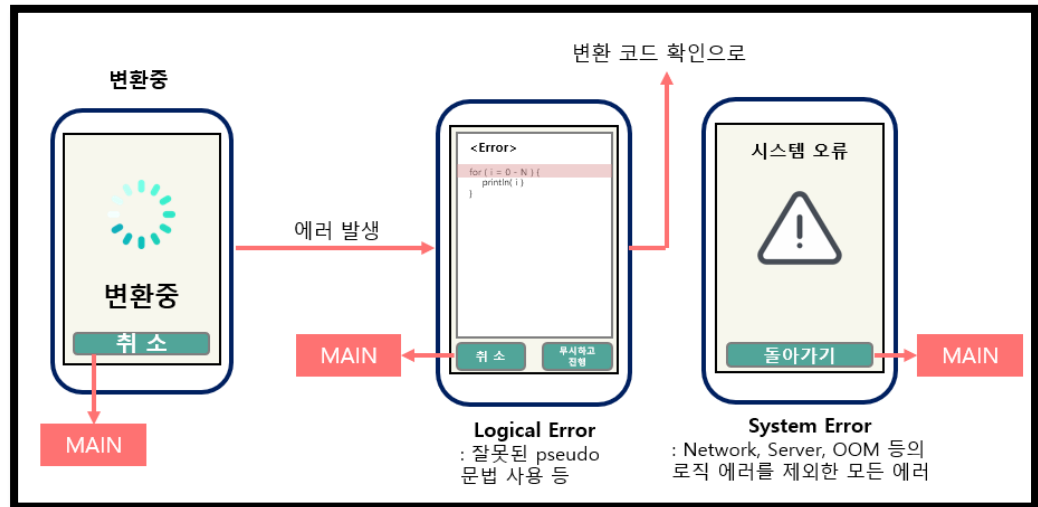 변환중
변환중
취 소
MAIN
에러 발생
변환 코드 확인으로
<Error>
for ( i = 0 - N ) {
println( i )
}
취 소
무시하고
진행
MAIN
Logical Error
: 잘못된 pseudo
문법 사용 등
시스템 오류
돌아가기
MAIN
System Error
: Network, Server, OOM 등의
로직 에러를 제외한 모든 에러